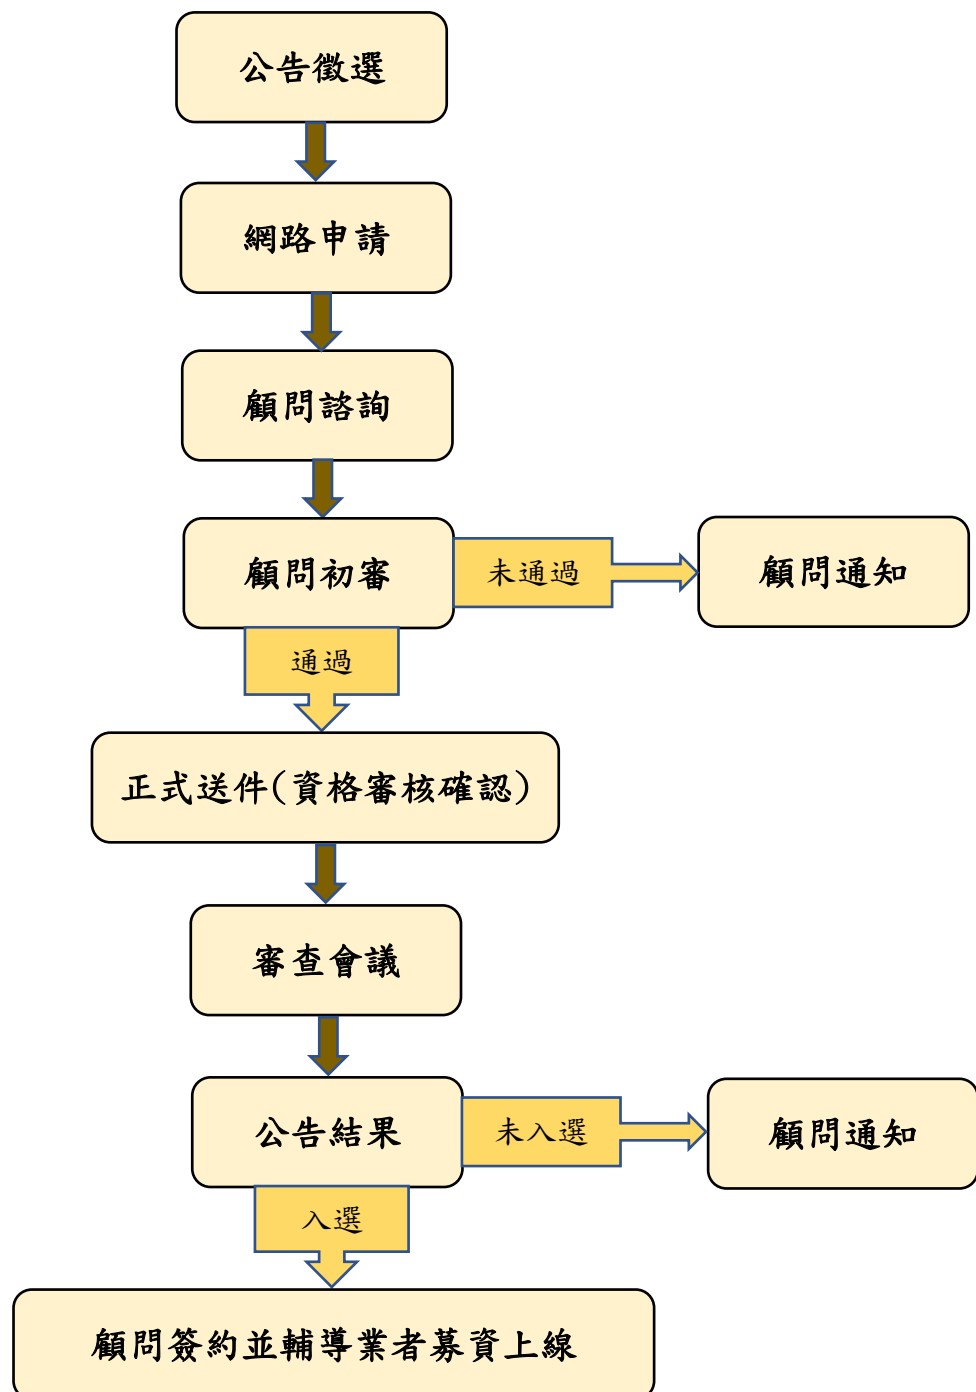 公告徵選
網路申請
顧問諮詢
顧問初審
未通過
顧問通知
通過
正式送件(資格審核確認)
審查會議
公告結果
未入選
顧問通知
入選
顧問簽約並輔導業者募資上線